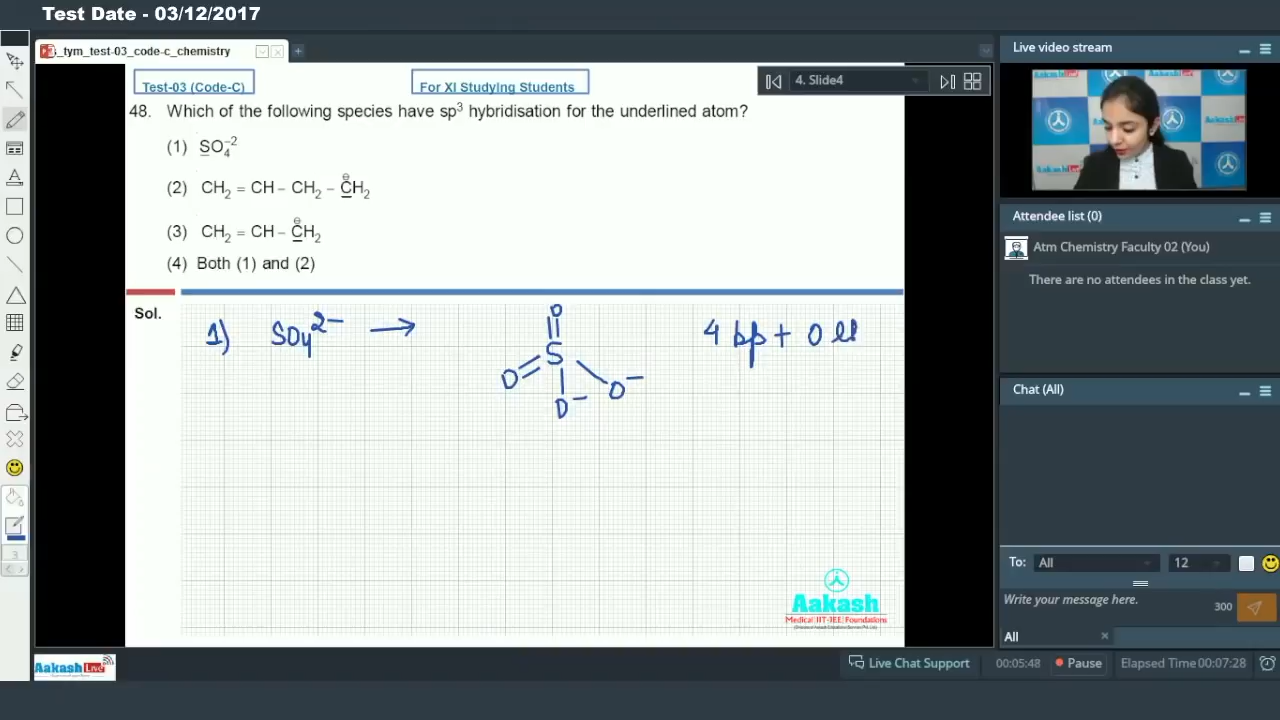 Test Date - 03/12/2017
_tym_test-03_code-c_chemistry
Test-03 (Code-C)
For XI Studying Students
4. Slide4
48. Which of the following species have sp³ hybridisation for the underlined atom?
(1) SO₄⁻²
(2) CH₂ = CH – CH₂ – C⊖H₂
(3) CH₂ = CH – C⊖H₂
(4) Both (1) and (2)
Sol.
1) SO₄²⁻ →
O
S
O
O⁻
O⁻
4 bp + 0 ll
Aakash
Medical|IIT-JEE|Foundations
Aakash Live
Live video stream
Attendee list (0)
Atm Chemistry Faculty 02 (You)
There are no attendees in the class yet.
Chat (All)
To: All 12
Write your message here.
300
All
3
Live Chat Support
00:05:48
Pause
Elapsed Time 00:07:28